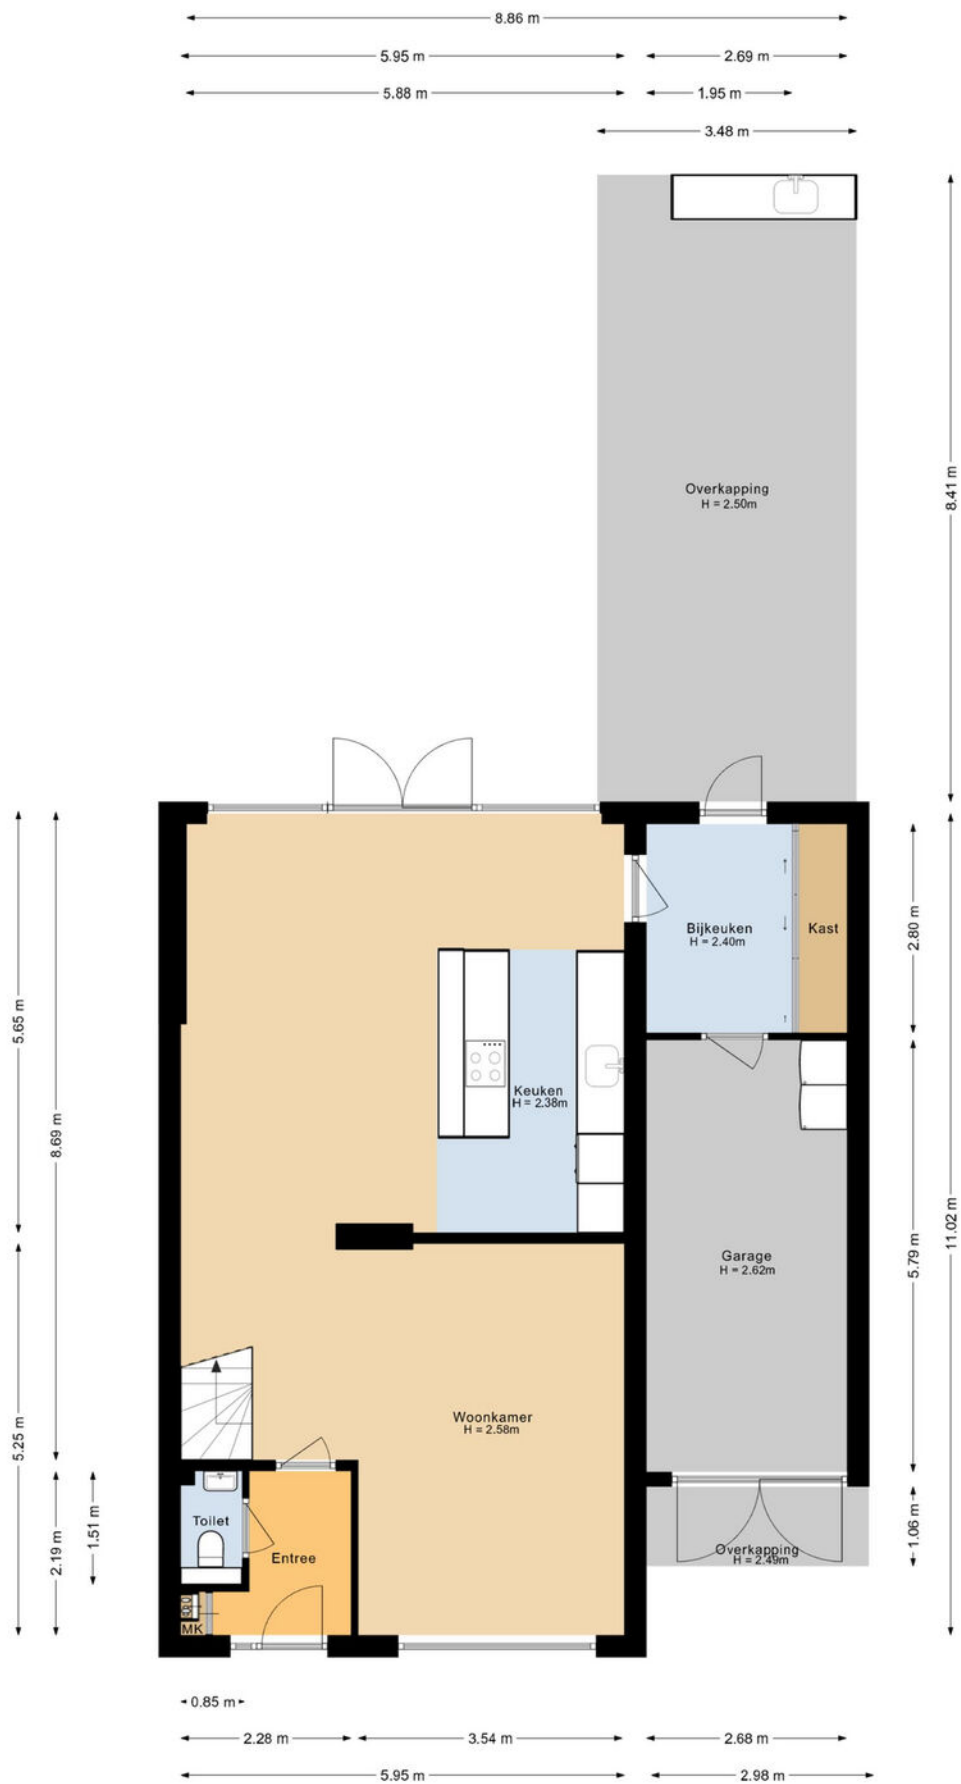 8.86 m
5.95 m
2.69 m
5.88 m
1.95 m
3.48 m
8.41 m
Overkapping
H = 2.50m
Bijkeuken
H = 2.40m
Kast
2.80 m
5.65 m
8.69 m
Keuken
H = 2.38m
11.02 m
5.79 m
Garage
H = 2.62m
5.25 m
Woonkamer
H = 2.58m
Toilet
Entree
MK
2.19 m
1.51 m
Overkapping
H = 2.49m
1.06 m
0.85 m
2.28 m
3.54 m
2.68 m
5.95 m
2.98 m